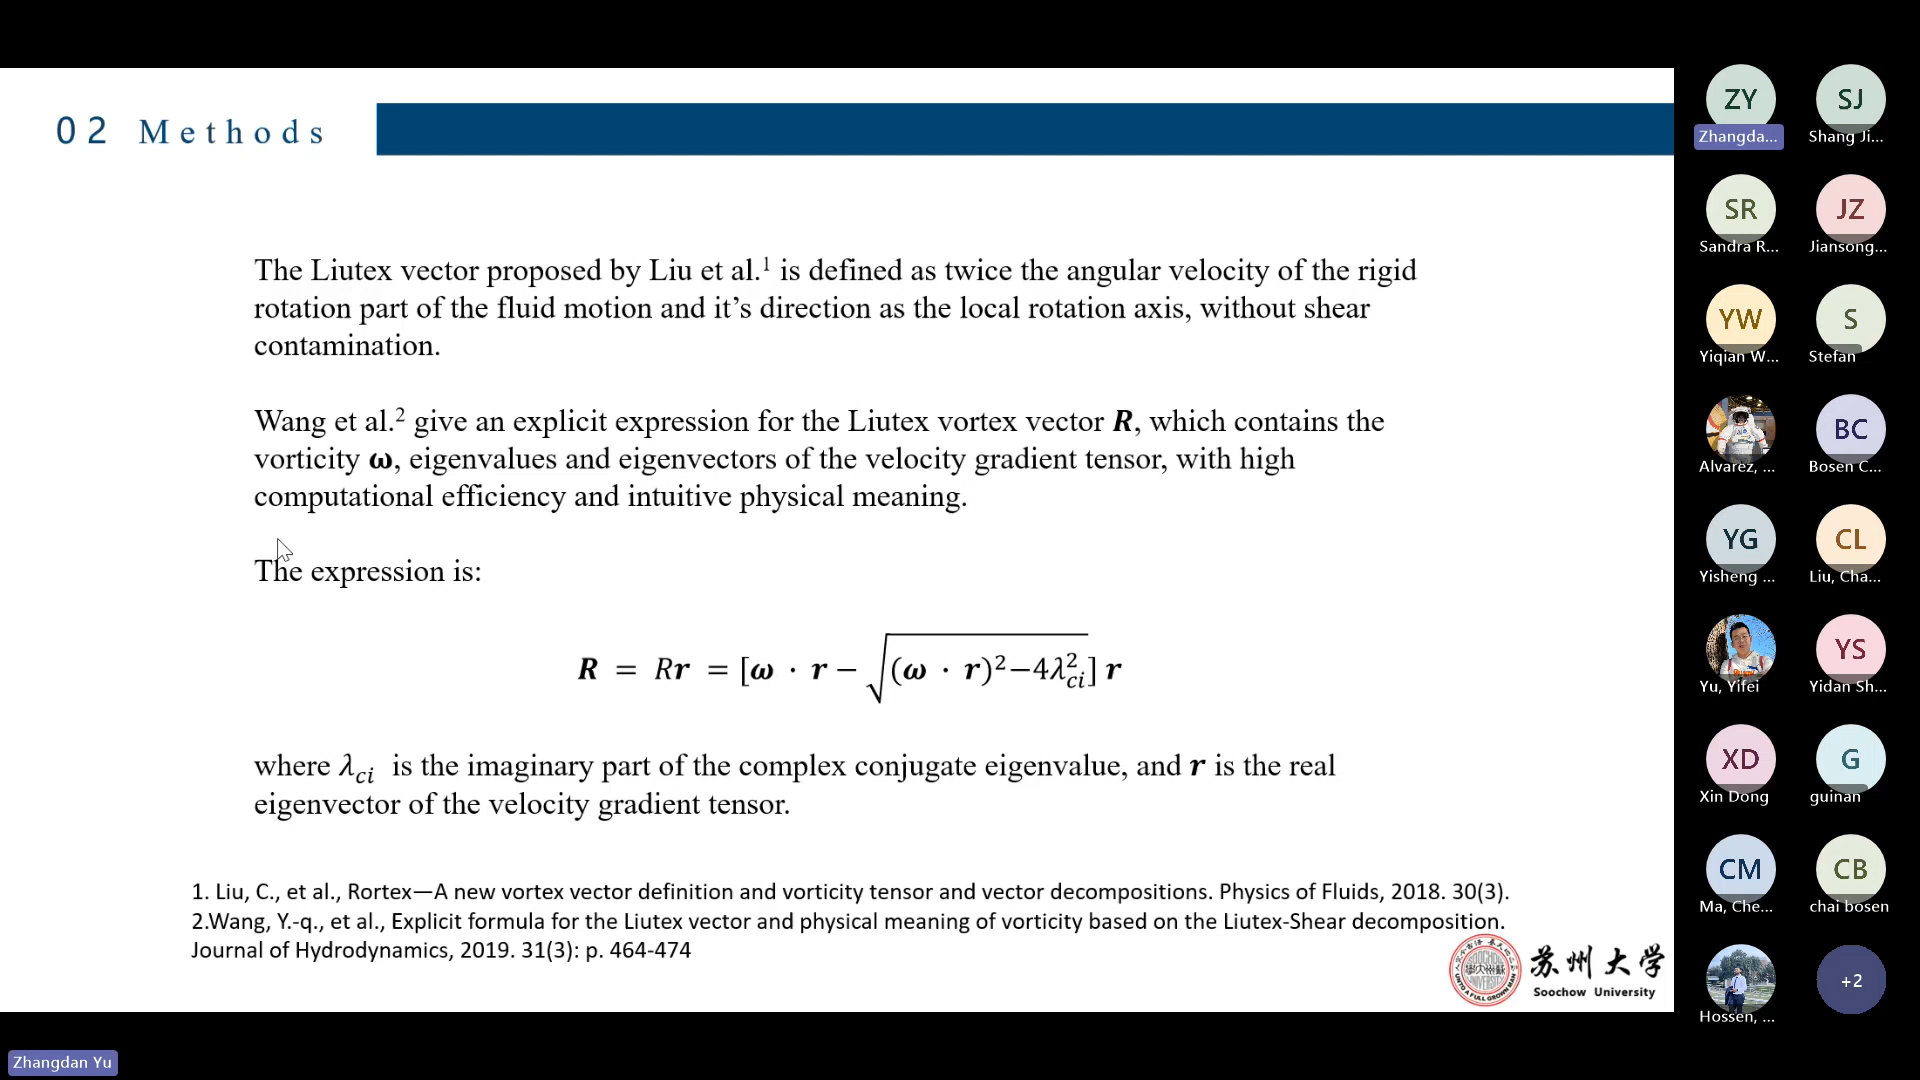 02 Methods
The Liutex vector proposed by Liu et al.¹ is defined as twice the angular velocity of the rigid
rotation part of the fluid motion and it’s direction as the local rotation axis, without shear
contamination.
Wang et al.² give an explicit expression for the Liutex vortex vector R, which contains the
vorticity ω, eigenvalues and eigenvectors of the velocity gradient tensor, with high
computational efficiency and intuitive physical meaning.
The expression is:
R = Rr = [ω · r − √((ω · r)²−4λ²ci)] r
where λci is the imaginary part of the complex conjugate eigenvalue, and r is the real
eigenvector of the velocity gradient tensor.
1. Liu, C., et al., Rortex—A new vortex vector definition and vorticity tensor and vector decompositions. Physics of Fluids, 2018. 30(3).
2.Wang, Y.-q., et al., Explicit formula for the Liutex vector and physical meaning of vorticity based on the Liutex-Shear decomposition.
Journal of Hydrodynamics, 2019. 31(3): p. 464-474
苏州大学
Soochow University
ZY SJ
Zhangda... Shang Ji...
SR JZ
Sandra R... Jiansong...
YW S
Yiqian W... Stefan
BC
Alvarez, ... Bosen C...
YG CL
Yisheng ... Liu, Cha...
YS
Yu, Yifei Yidan Sh...
XD G
Xin Dong guinan
CM CB
Ma, Che... chai bosen
+2
Hossen, ...
Zhangdan Yu